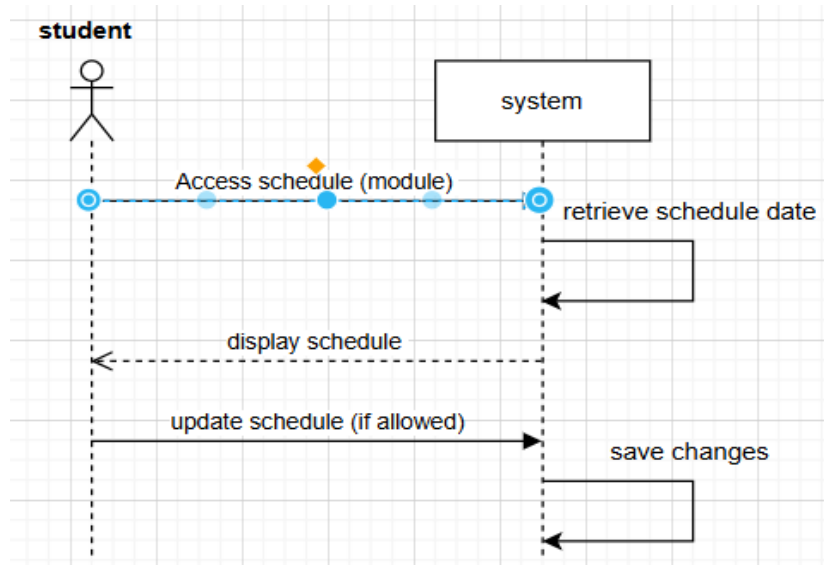 student
system
Access schedule (module)
retrieve schedule date
display schedule
update schedule (if allowed)
save changes